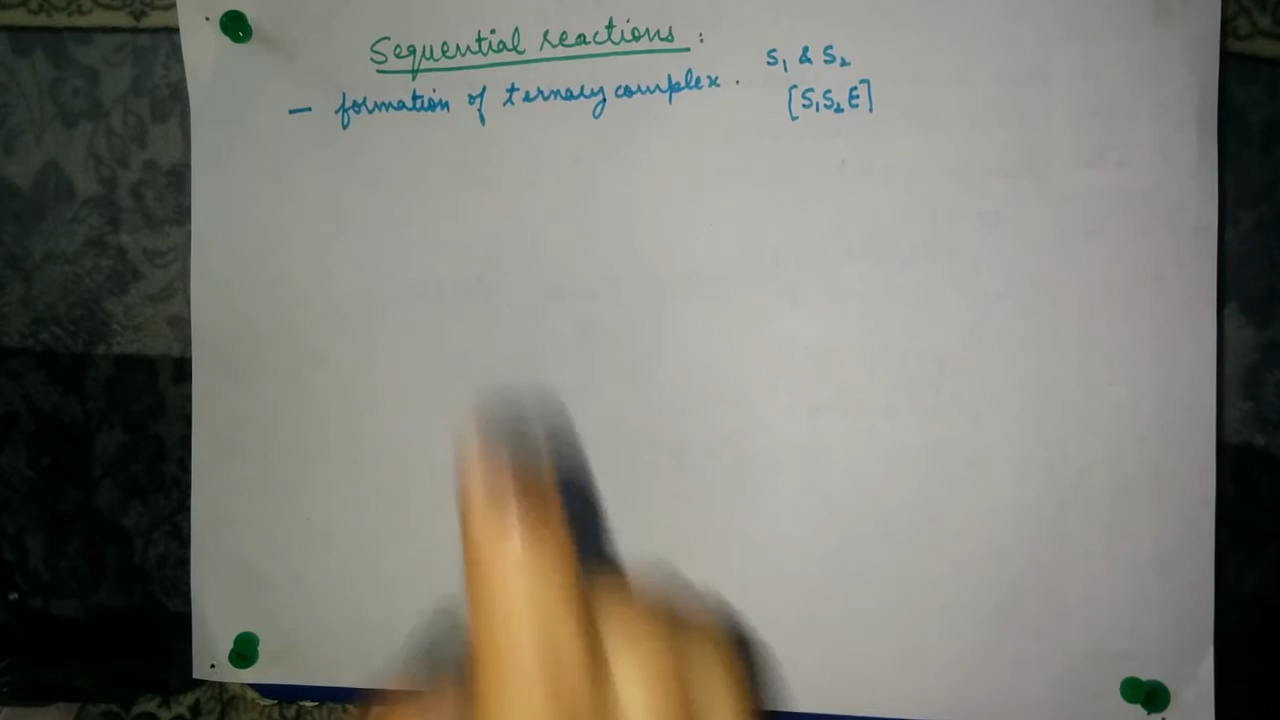 Sequential reactions :
S₁ & S₂
– formation of ternary complex .
[S₁S₂E]